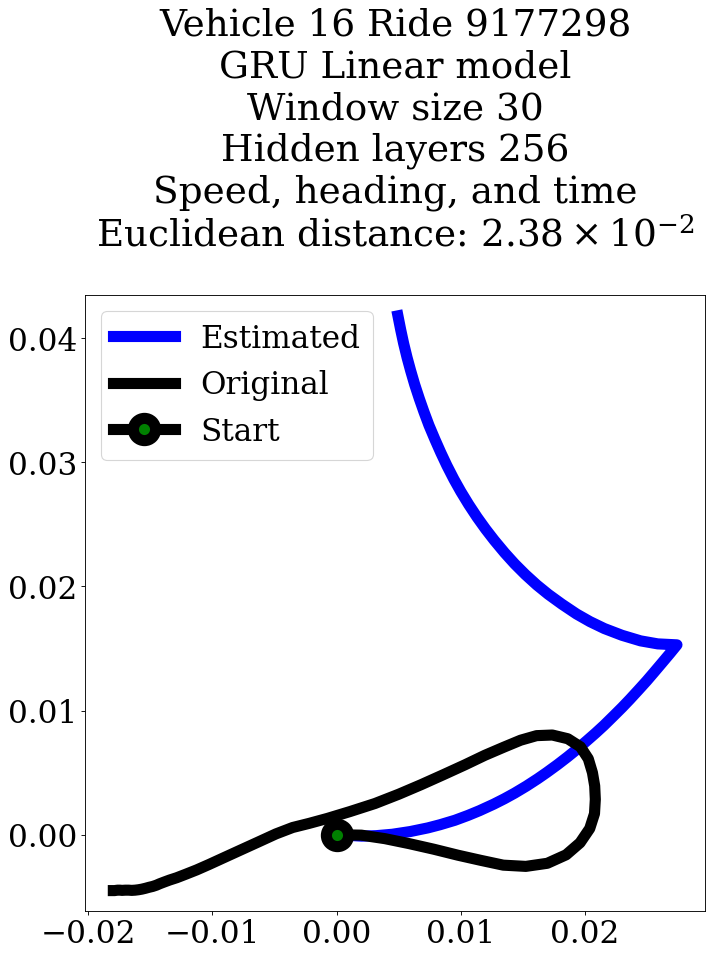 Vehicle 16 Ride 9177298
GRU Linear model
Window size 30
Hidden layers 256
Speed, heading, and time
Euclidean distance: 2.38 × 10⁻²
Estimated
Original
Start
0.04
0.03
0.02
0.01
0.00
−0.02 −0.01 0.00 0.01 0.02